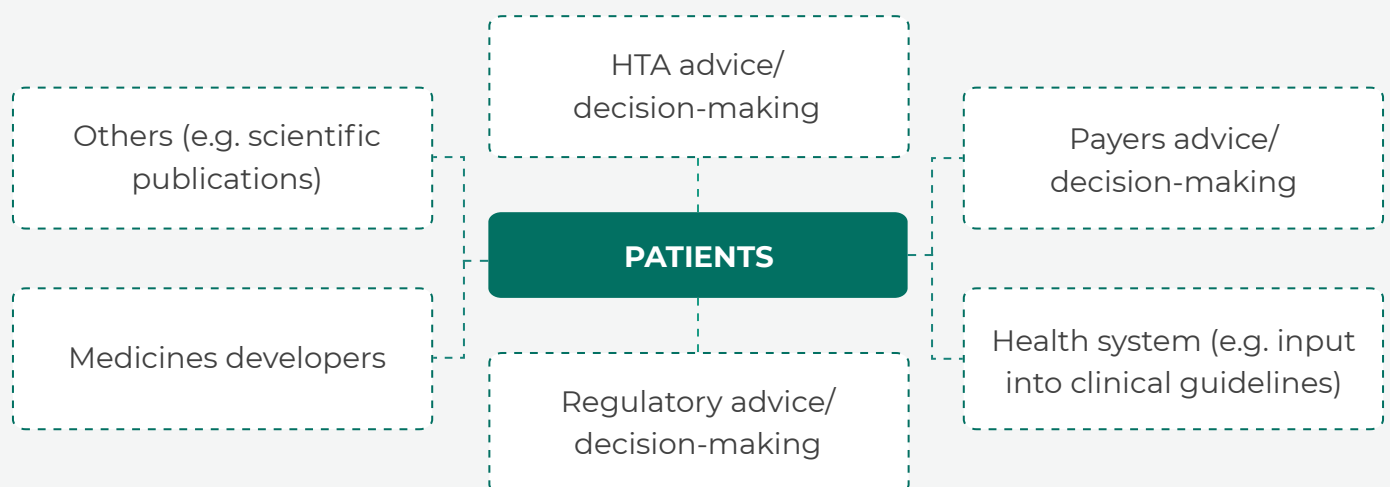 HTA advice/
decision-making
Others (e.g. scientific
publications)
Payers advice/
decision-making
PATIENTS
Medicines developers
Health system (e.g. input
into clinical guidelines)
Regulatory advice/
decision-making